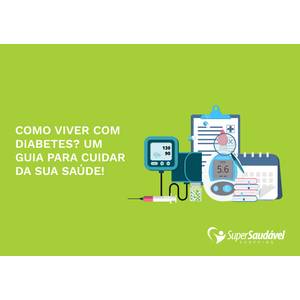 COMO VIVER COM
DIABETES? UM
GUIA PARA CUIDAR
DA SUA SAÚDE!
130
90
5.6
SuperSaudável